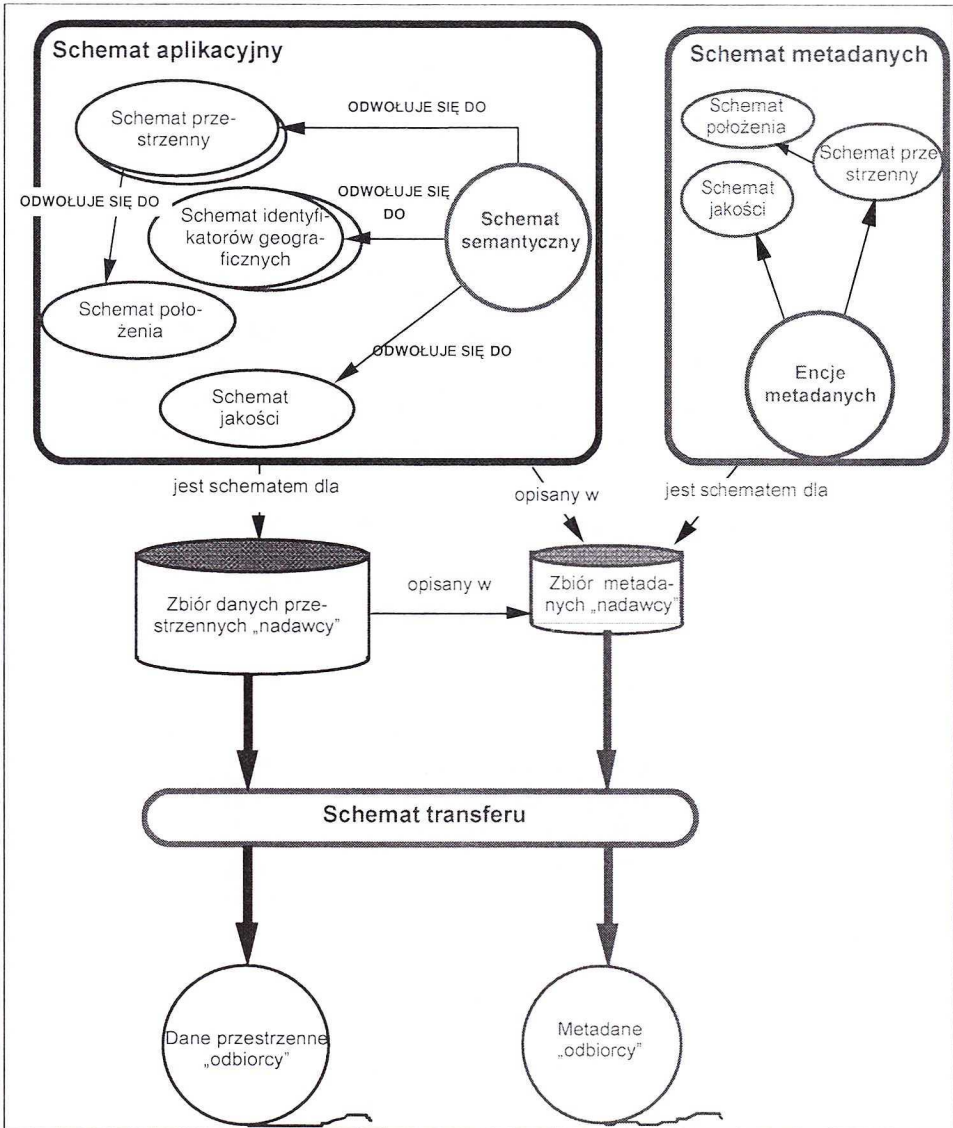 Schemat aplikacyjny
ODWOŁUJE SIĘ DO
Schemat prze-
strzenny
ODWOŁUJE SIĘ DO
ODWOŁUJE SIĘ
DO
Schemat identyfi-
katorów geogra-
ficznych
Schemat
semantyczny
Schemat poło-
żenia
ODWOŁUJE SIĘ DO
Schemat
jakości
Schemat metadanych
Schemat
położenia
Schemat prze
strzenny
Schemat
jakości
Encje
metadanych
jest schematem dla
opisany w
jest schematem dla
Zbiór danych prze-
strzennych „nadawcy”
opisany w
Zbiór metada-
nych „nadawcy”
Schemat transferu
Dane przestrzenne
„odbiorcy”
Metadane
„odbiorcy”